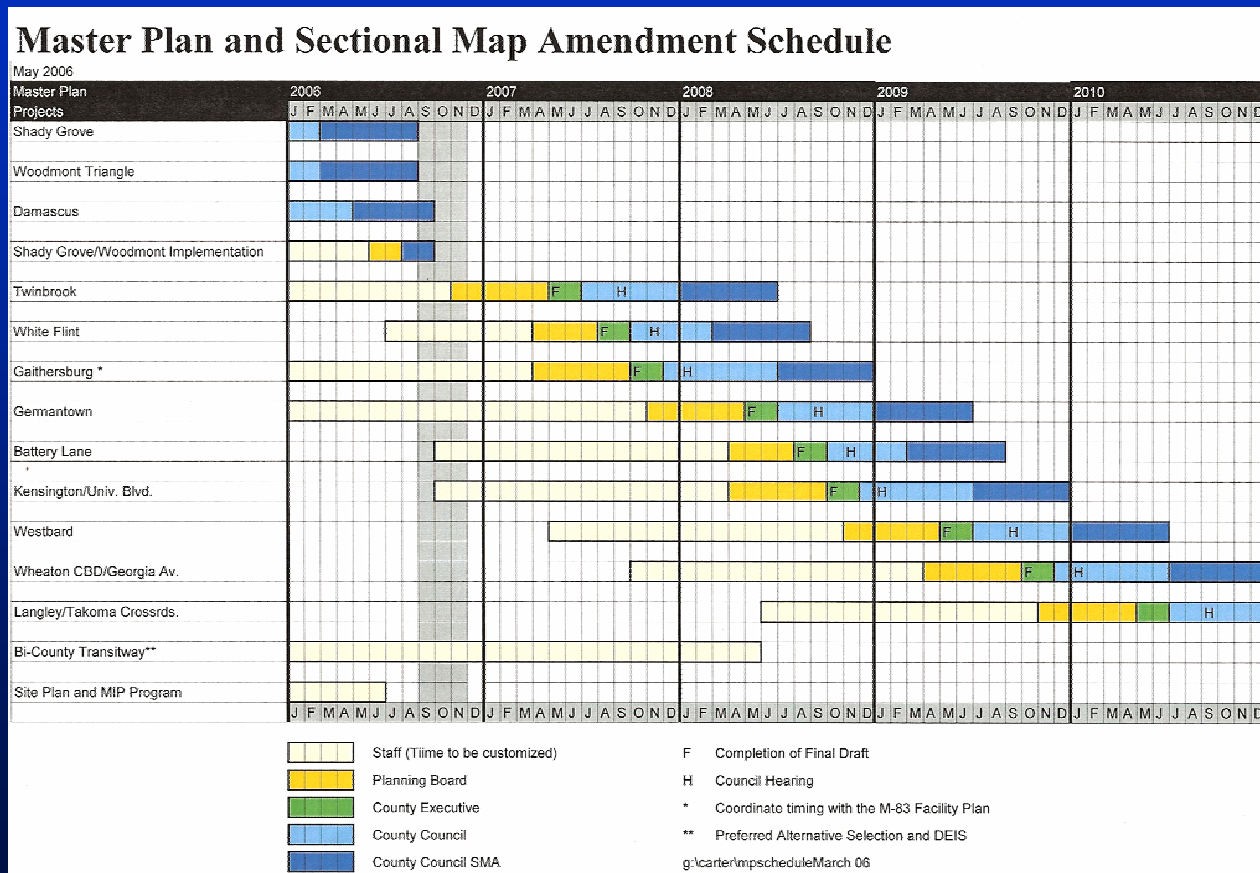 Master Plan and Sectional Map Amendment Schedule
May 2006
Master Plan 2006 2007 2008 2009 2010
Projects J F M A M J J A S O N D J F M A M J J A S O N D J F M A M J J A S O N D J F M A M J J A S O N D J F M A M J J A S O N D
Shady Grove
Woodmont Triangle
Damascus
Shady Grove/Woodmont Implementation
Twinbrook F H
White Flint F H
Gaithersburg * F H
Germantown F H
Battery Lane F H
Kensington/Univ. Blvd. F H
Westbard F H
Wheaton CBD/Georgia Av. F H
Langley/Takoma Crossrds. H
Bi-County Transitway**
Site Plan and MIP Program
J F M A M J J A S O N D J F M A M J J A S O N D J F M A M J J A S O N D J F M A M J J A S O N D J F M A M J J A S O N D
Staff (Tiime to be customized) F Completion of Final Draft
Planning Board H Council Hearing
County Executive * Coordinate timing with the M-83 Facility Plan
County Council ** Preferred Alternative Selection and DEIS
County Council SMA g:\carter\mpscheduleMarch 06